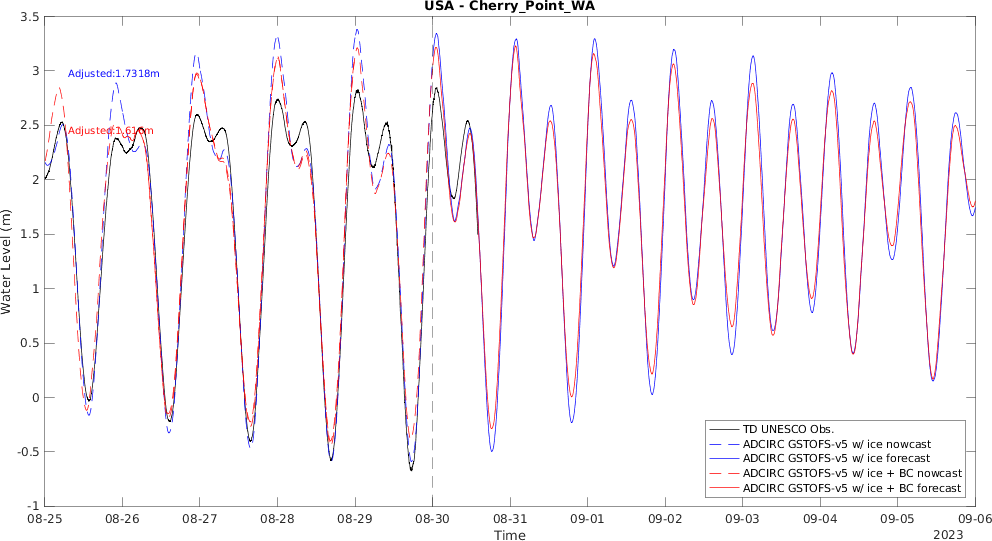 USA - Cherry_Point_WA
3.5
3
2.5
2
1.5
1
0.5
0
-0.5
-1
Water Level (m)
Adjusted:1.7318m
TD UNESCO Obs.
ADCIRC GSTOFS-v5 w/ ice nowcast
ADCIRC GSTOFS-v5 w/ ice forecast
ADCIRC GSTOFS-v5 w/ ice + BC nowcast
ADCIRC GSTOFS-v5 w/ ice + BC forecast
08-25 08-26 08-27 08-28 08-29 08-30 08-31 09-01 09-02 09-03 09-04 09-05 09-06
Time
2023